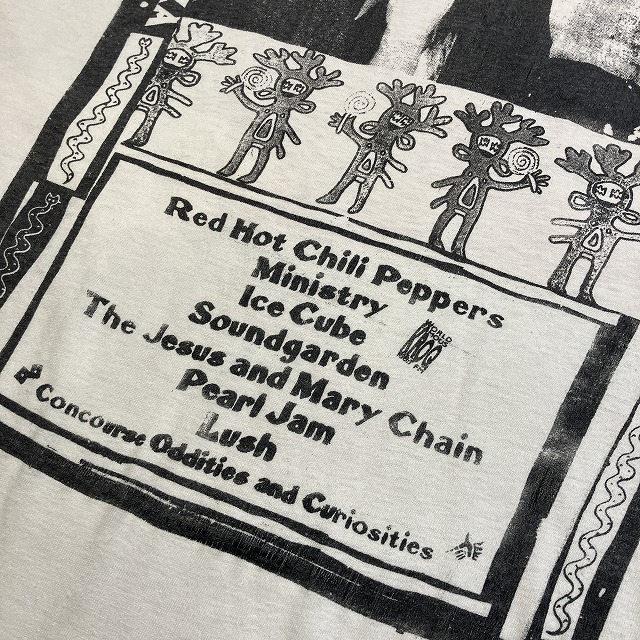 Red Hot Chili Peppers
Ministry
Ice Cube
Soundgarden
The Jesus and Mary Chain
Pearl Jam
Lush
Concourse Oddities and Curiosities